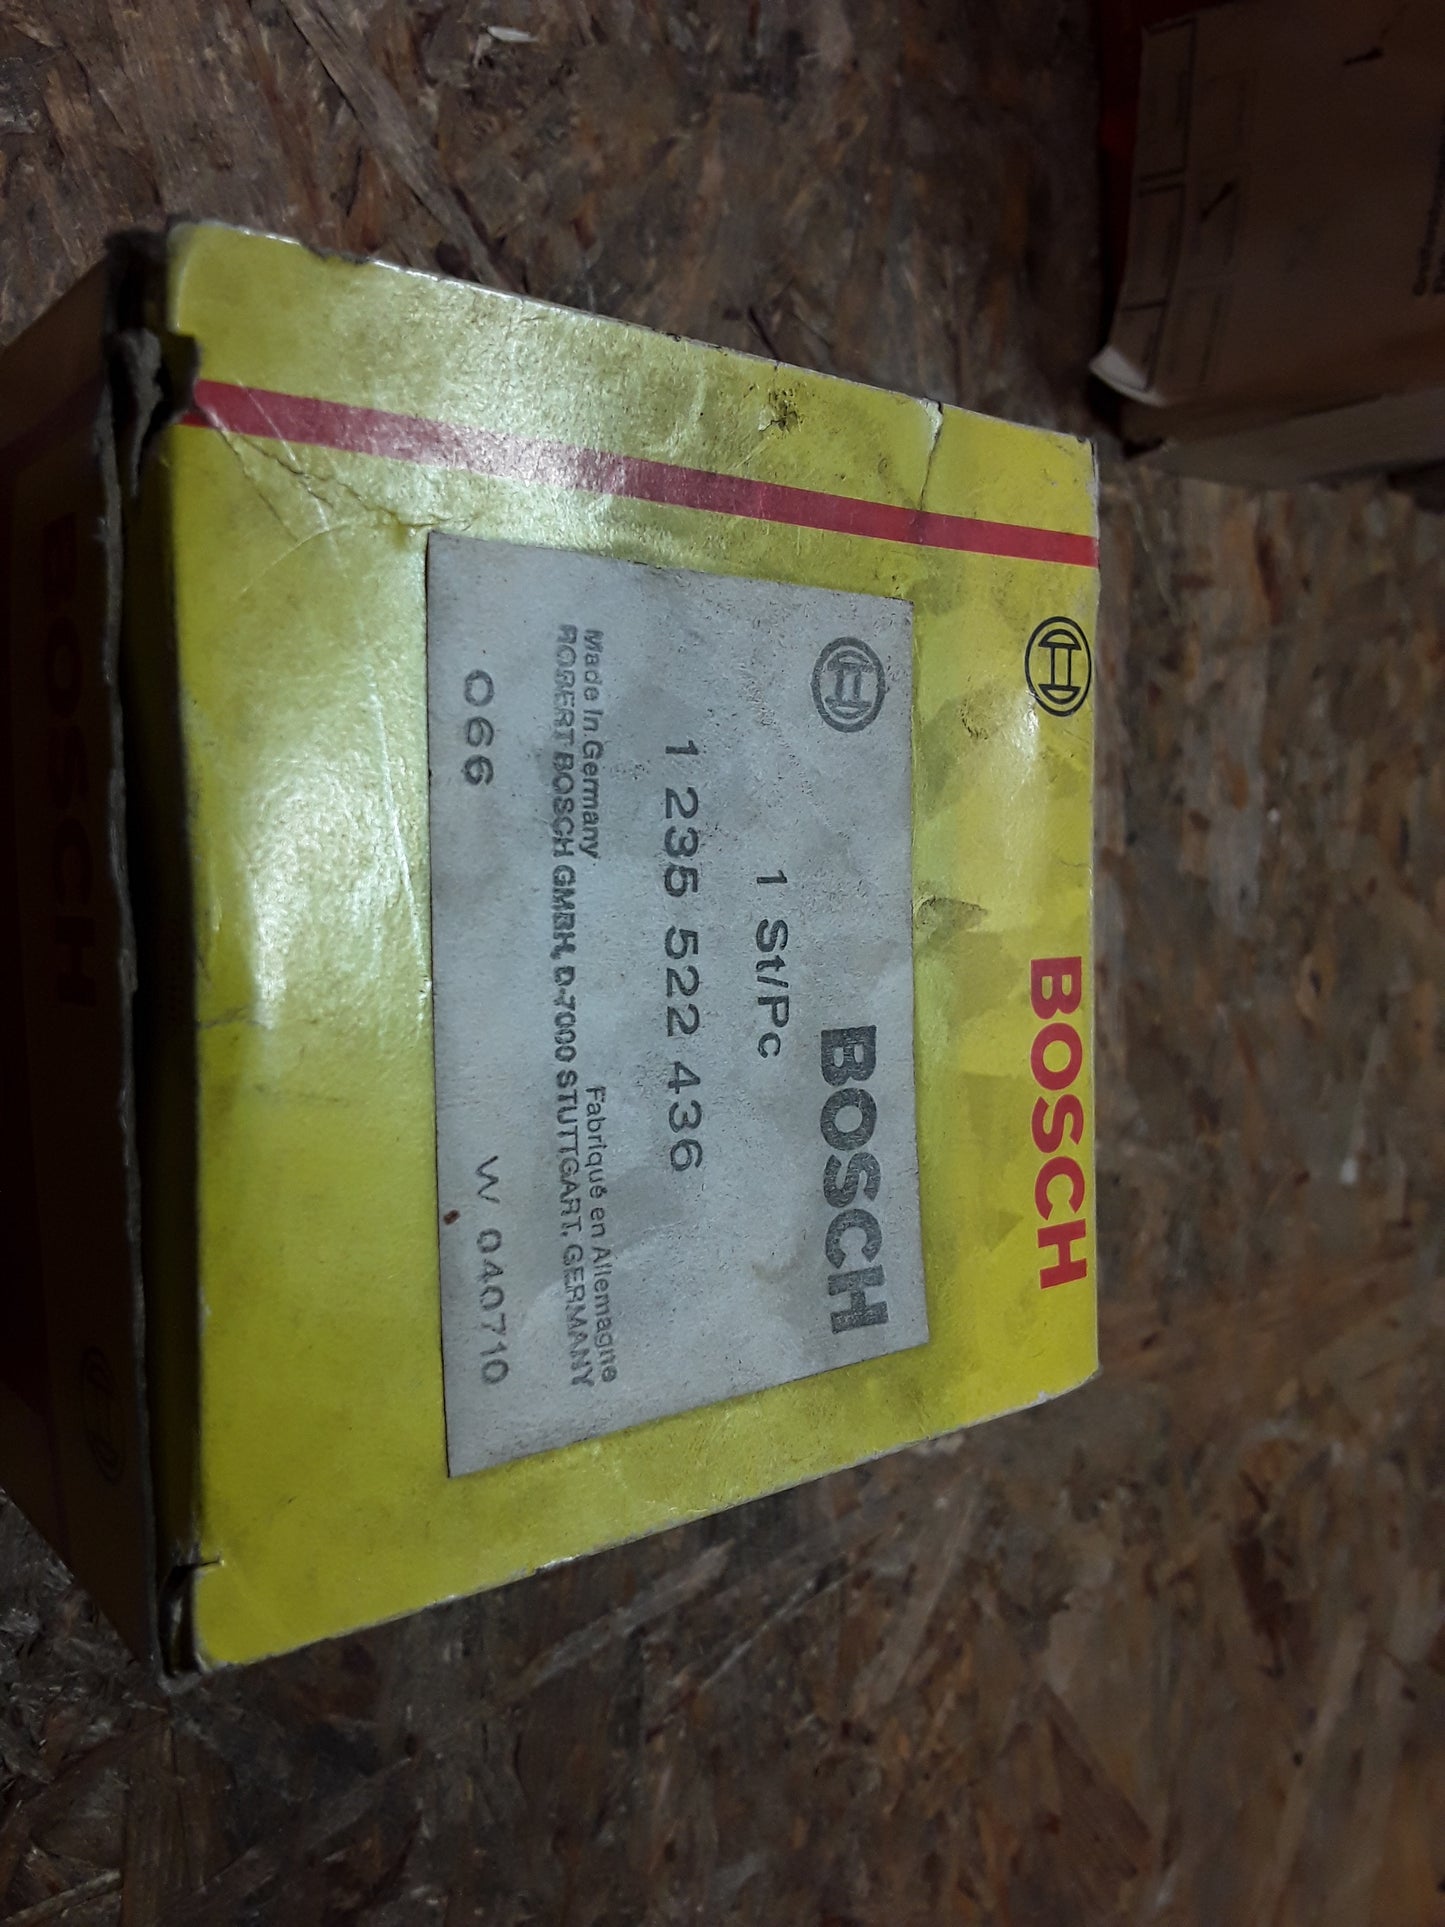 BOSCH
BOSCH
1 St/Pc
1 235 522 436
Made In Germany Fabriqué en Allemagne
ROBERT BOSCH GMBH, D-7000 STUTTGART, GERMANY
066 W 040710
BOSCH